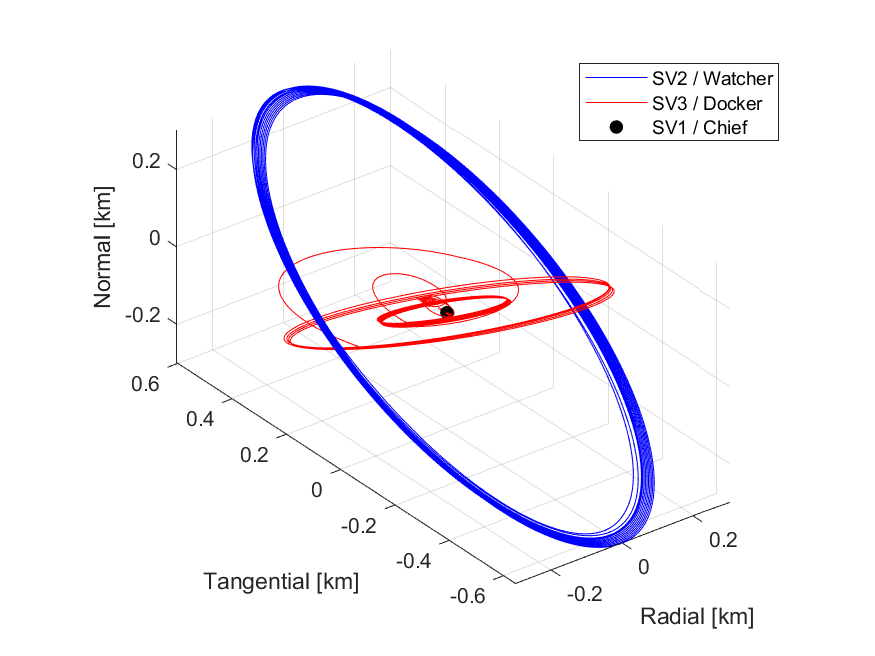 SV2 / Watcher
SV3 / Docker
SV1 / Chief
Normal [km]
0.2
0
-0.2
0.6
0.4
0.2
0
-0.2
-0.4
-0.6
Tangential [km]
-0.2
0
0.2
Radial [km]